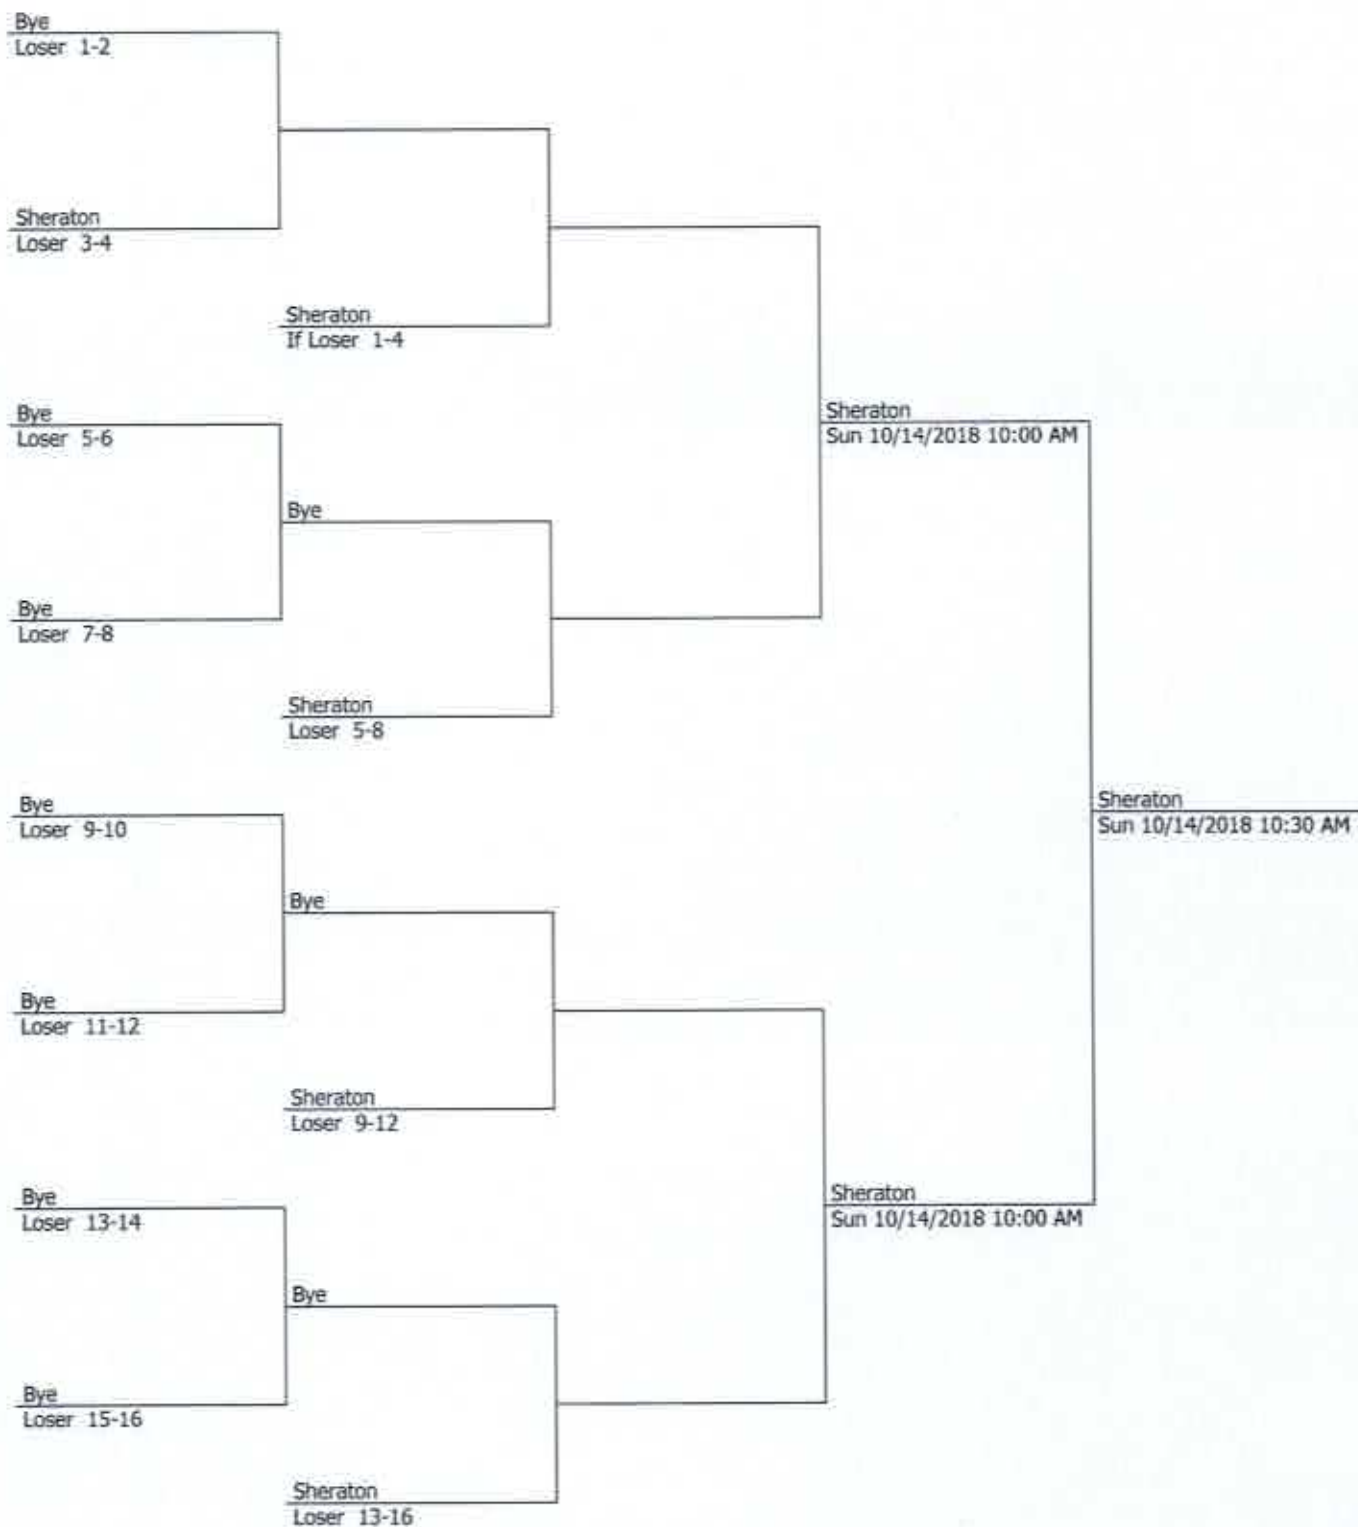 Bye
Loser 1-2
Sheraton
Loser 3-4
Sheraton
If Loser 1-4
Bye
Loser 5-6
Sheraton
Sun 10/14/2018 10:00 AM
Bye
Bye
Loser 7-8
Sheraton
Loser 5-8
Bye
Loser 9-10
Sheraton
Sun 10/14/2018 10:30 AM
Bye
Bye
Loser 11-12
Sheraton
Loser 9-12
Bye
Loser 13-14
Sheraton
Sun 10/14/2018 10:00 AM
Bye
Bye
Loser 15-16
Sheraton
Loser 13-16